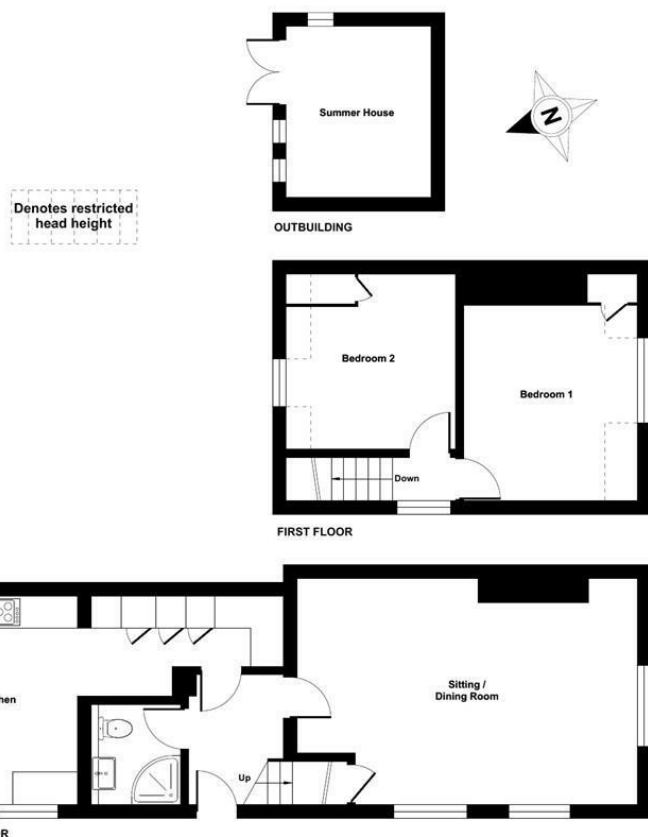 Summer House
N
Denotes restricted
head height
OUTBUILDING
Bedroom 2
Bedroom 1
Down
FIRST FLOOR
Sitting /
Dining Room
Up